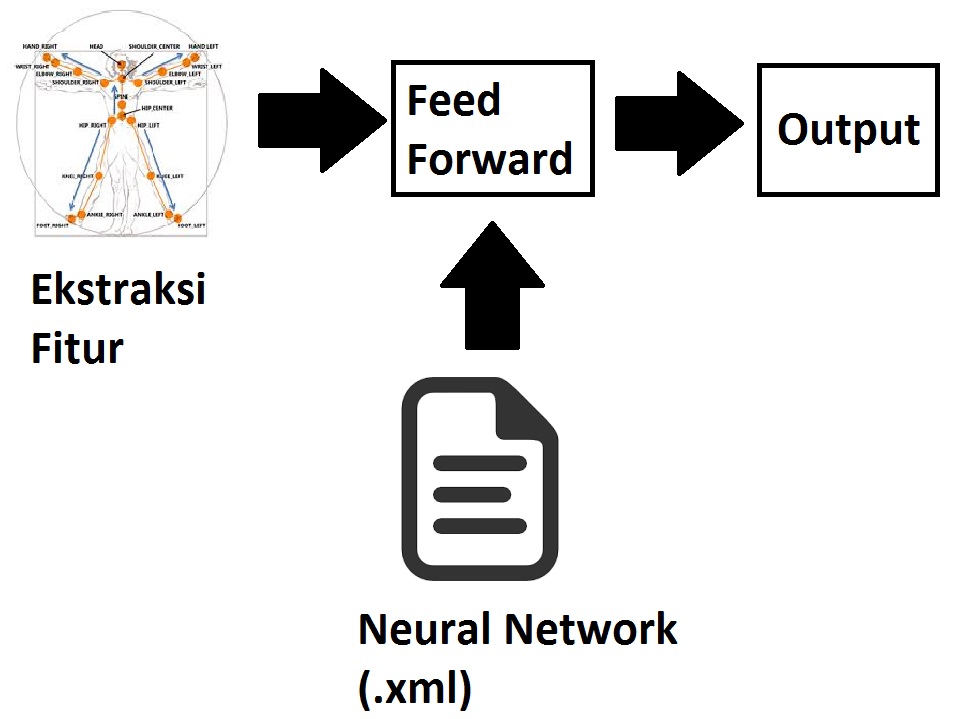 HAND_RIGHT
HEAD
SHOULDER_CENTER
HAND_LEFT
WRIST_RIGHT
WRIST_LEFT
ELBOW_RIGHT
ELBOW_LEFT
SHOULDER_RIGHT
SHOULDER_LEFT
SPINE
HIP_CENTER
HIP_RIGHT
HIP_LEFT
KNEE_RIGHT
KNEE_LEFT
ANKLE_RIGHT
ANKLE_LEFT
FOOT_RIGHT
FOOT_LEFT
Ekstraksi
Fitur
Feed
Forward
Output
Neural Network
(.xml)